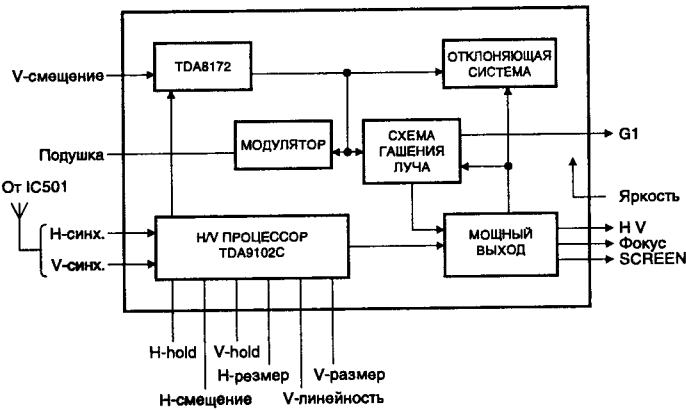 TDA8172
ОТКЛОНЯЮЩАЯ
СИСТЕМА
V-смещение
МОДУЛЯТОР
СХЕМА
ГАШЕНИЯ
ЛУЧА
G1
Подушка
От IC501
Яркость
H-синх.
V-синх.
H/V ПРОЦЕССОР
TDA9102C
МОЩНЫЙ
ВЫХОД
H V
Фокус
SCREEN
H-hold
V-hold
H-резмер
V-размер
H-смещение
V-линейность